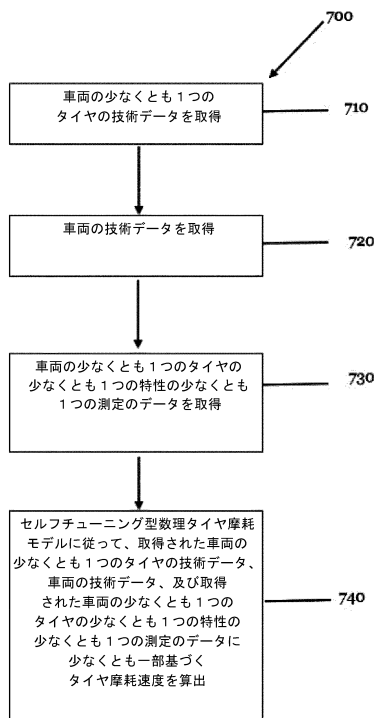 700
車両の少なくとも１つの
タイヤの技術データを取得
710
車両の技術データを取得
720
車両の少なくとも１つのタイヤの
少なくとも１つの特性の少なくとも
１つの測定のデータを取得
730
セルフチューニング型数理タイヤ摩耗
モデルに従って、取得された車両の
少なくとも１つのタイヤの技術データ、
車両の技術データ、及び取得
された車両の少なくとも１つの
タイヤの少なくとも１つの特性の
少なくとも１つの測定のデータに
少なくとも一部基づく
タイヤ摩耗速度を算出
740